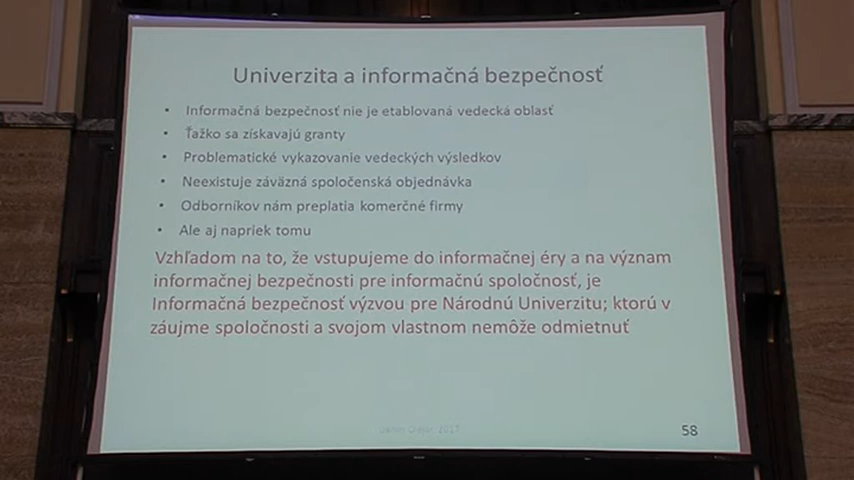 Univerzita a informačná bezpečnosť
• Informačná bezpečnosť nie je etablovaná vedecká oblasť
• Ťažko sa získavajú granty
• Problematické vykazovanie vedeckých výsledkov
• Neexistuje záväzná spoločenská objednávka
• Odborníkov nám preplatia komerčné firmy
• Ale aj napriek tomu
Vzhľadom na to, že vstupujeme do informačnej éry a na význam
informačnej bezpečnosti pre informačnú spoločnosť, je
Informačná bezpečnosť výzvou pre Národnú Univerzitu; ktorú v
záujme spoločnosti a svojom vlastnom nemôže odmietnuť
2017
58